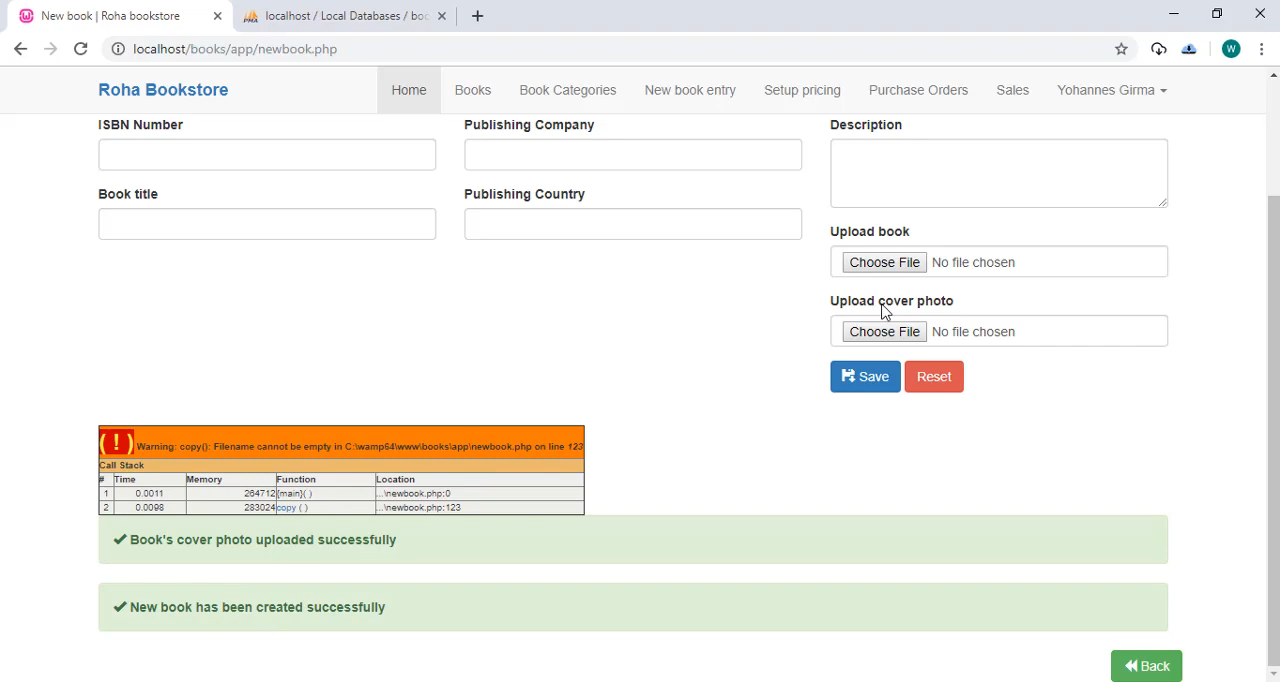 New book | Roha bookstore
localhost / Local Databases / boo
localhost/books/app/newbook.php
W
Roha Bookstore
Home
Books
Book Categories
New book entry
Setup pricing
Purchase Orders
Sales
Yohannes Girma
ISBN Number
Publishing Company
Description
Book title
Publishing Country
Upload book
Choose File No file chosen
Upload cover photo
Choose File No file chosen
Save
Reset
( ! ) Warning: copy(): Filename cannot be empty in C:\wamp64\www\books\app\newbook.php on line 123
Call Stack
# Time Memory Function Location
1 0.0011 264712 {main}( ) ...\newbook.php:0
2 0.0098 283024 copy ( ) ...\newbook.php:123
Book's cover photo uploaded successfully
New book has been created successfully
Back